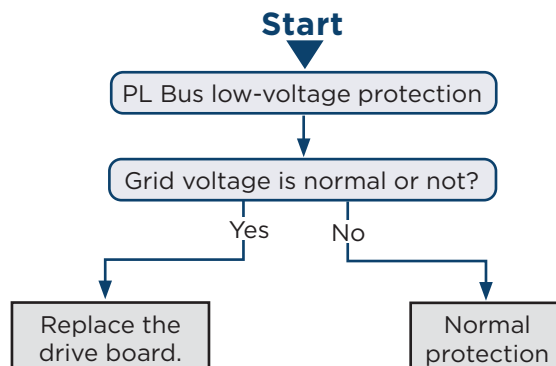 Start
PL Bus low-voltage protection
Grid voltage is normal or not?
Yes
No
Replace the
drive board.
Normal
protection